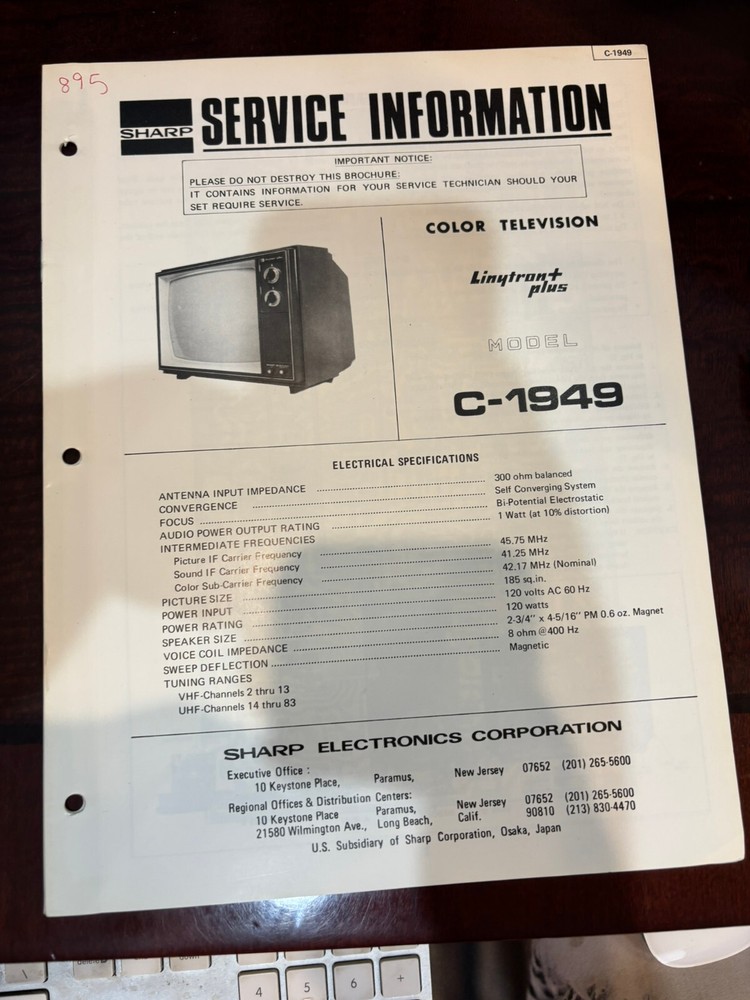 C-1949
895
SHARP SERVICE INFORMATION
IMPORTANT NOTICE:
PLEASE DO NOT DESTROY THIS BROCHURE:
IT CONTAINS INFORMATION FOR YOUR SERVICE TECHNICIAN SHOULD YOUR
SET REQUIRE SERVICE.
COLOR TELEVISION
Linytron+
plus
MODEL
C-1949
ELECTRICAL SPECIFICATIONS
ANTENNA INPUT IMPEDANCE 300 ohm balanced
CONVERGENCE Self Converging System
FOCUS Bi-Potential Electrostatic
AUDIO POWER OUTPUT RATING 1 Watt (at 10% distortion)
INTERMEDIATE FREQUENCIES
Picture IF Carrier Frequency 45.75 MHz
Sound IF Carrier Frequency 41.25 MHz
Color Sub-Carrier Frequency 42.17 MHz (Nominal)
PICTURE SIZE 185 sq.in.
POWER INPUT 120 volts AC 60 Hz
POWER RATING 120 watts
SPEAKER SIZE 2-3/4" x 4-5/16" PM 0.6 oz. Magnet
VOICE COIL IMPEDANCE 8 ohm @400 Hz
SWEEP DEFLECTION Magnetic
TUNING RANGES
VHF-Channels 2 thru 13
UHF-Channels 14 thru 83
SHARP ELECTRONICS CORPORATION
Executive Office :
10 Keystone Place, Paramus, New Jersey 07652 (201) 265-5600
Regional Offices & Distribution Centers:
10 Keystone Place Paramus, New Jersey 07652 (201) 265-5600
21580 Wilmington Ave., Long Beach, Calif. 90810 (213) 830-4470
U.S. Subsidiary of Sharp Corporation, Osaka, Japan
\ delete down
4 5 6 +